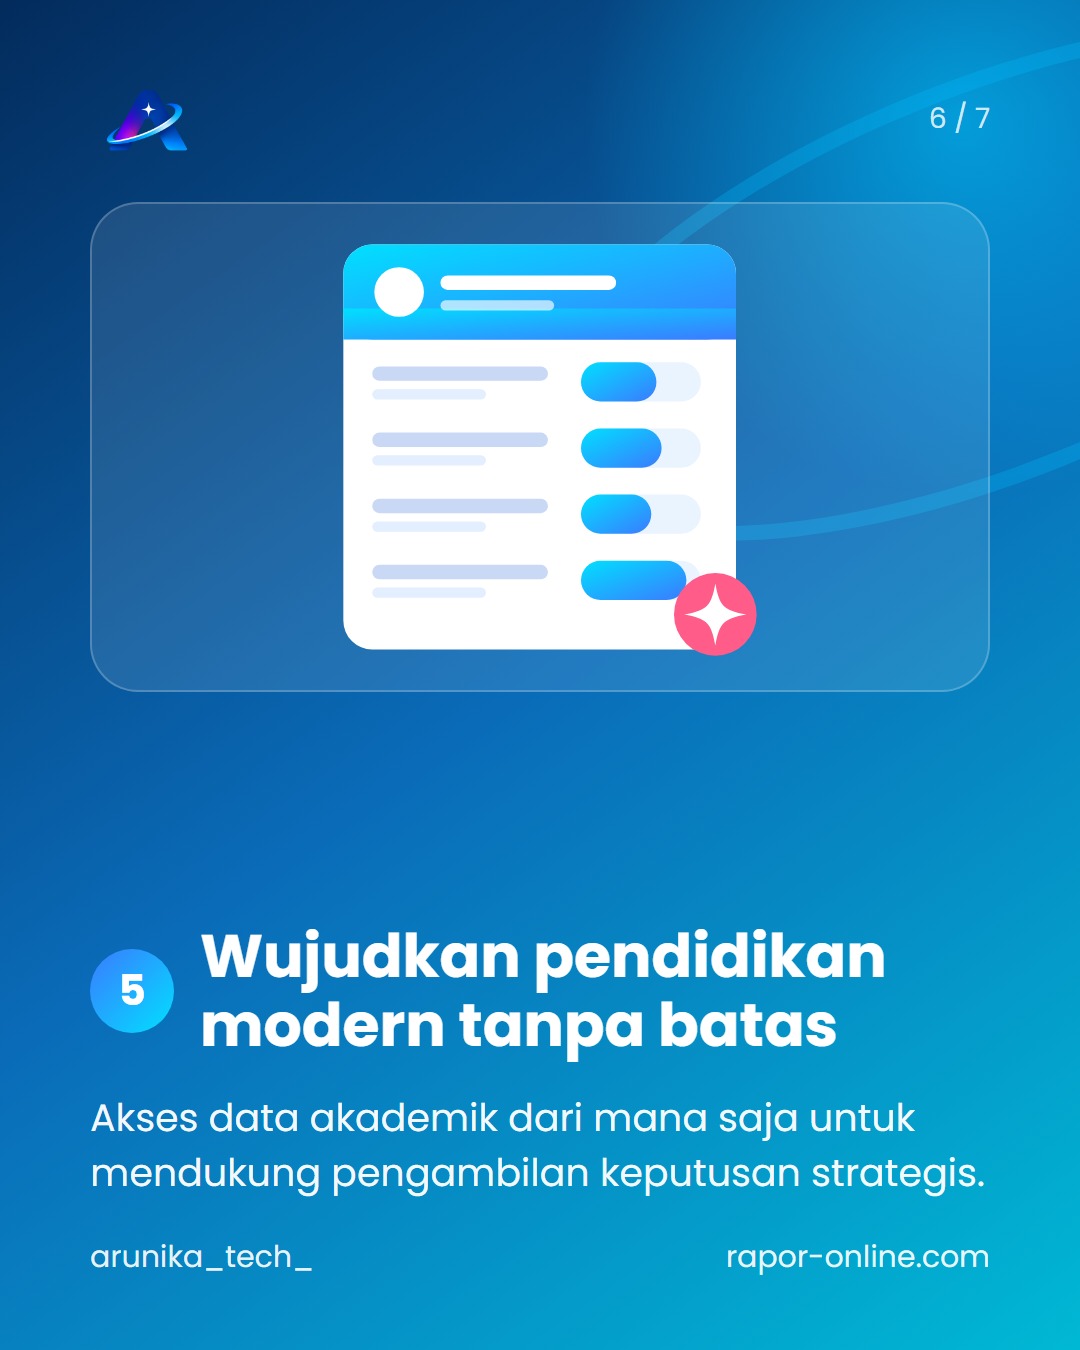 6 / 7
5
Wujudkan pendidikan
modern tanpa batas
Akses data akademik dari mana saja untuk
mendukung pengambilan keputusan strategis.
arunika_tech_
rapor-online.com